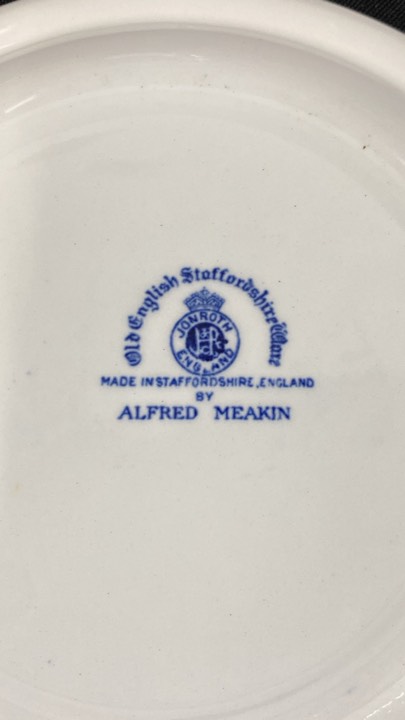 Old English Staffordshire Ware
JONROTH
ENGLAND
MADE IN STAFFORDSHIRE, ENGLAND
BY
ALFRED MEAKIN